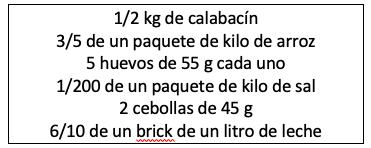 1/2 kg de calabacín
3/5 de un paquete de kilo de arroz
5 huevos de 55 g cada uno
1/200 de un paquete de kilo de sal
2 cebollas de 45 g
6/10 de un brick de un litro de leche